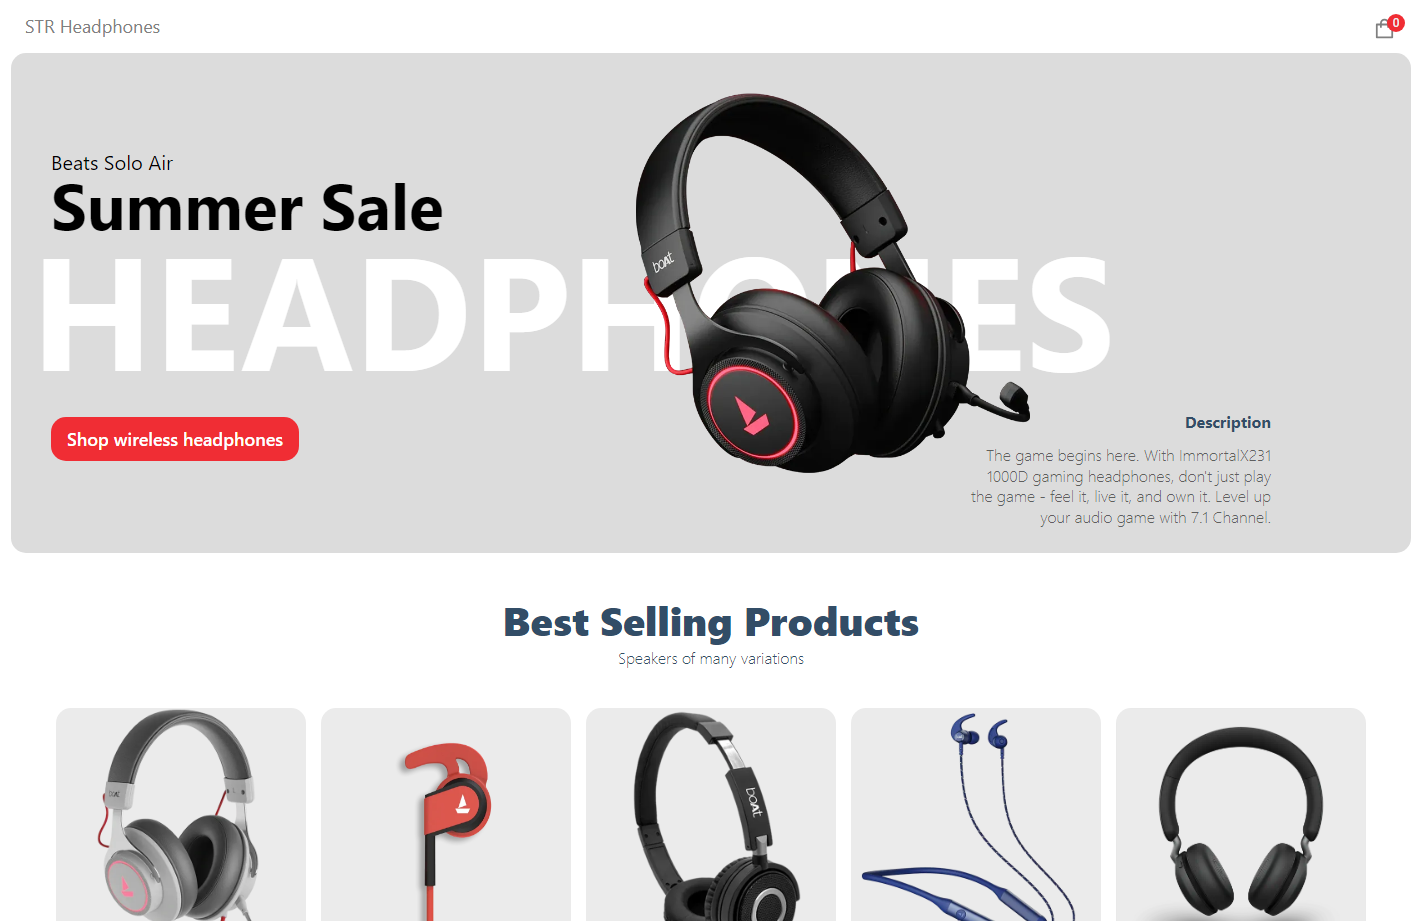 STR Headphones
0
Beats Solo Air
Summer Sale
HEADPHONES
boAt
Shop wireless headphones
Description
The game begins here. With ImmortalX231
1000D gaming headphones, don't just play
the game - feel it, live it, and own it. Level up
your audio game with 7.1 Channel.
Best Selling Products
Speakers of many variations
boAt
boAt